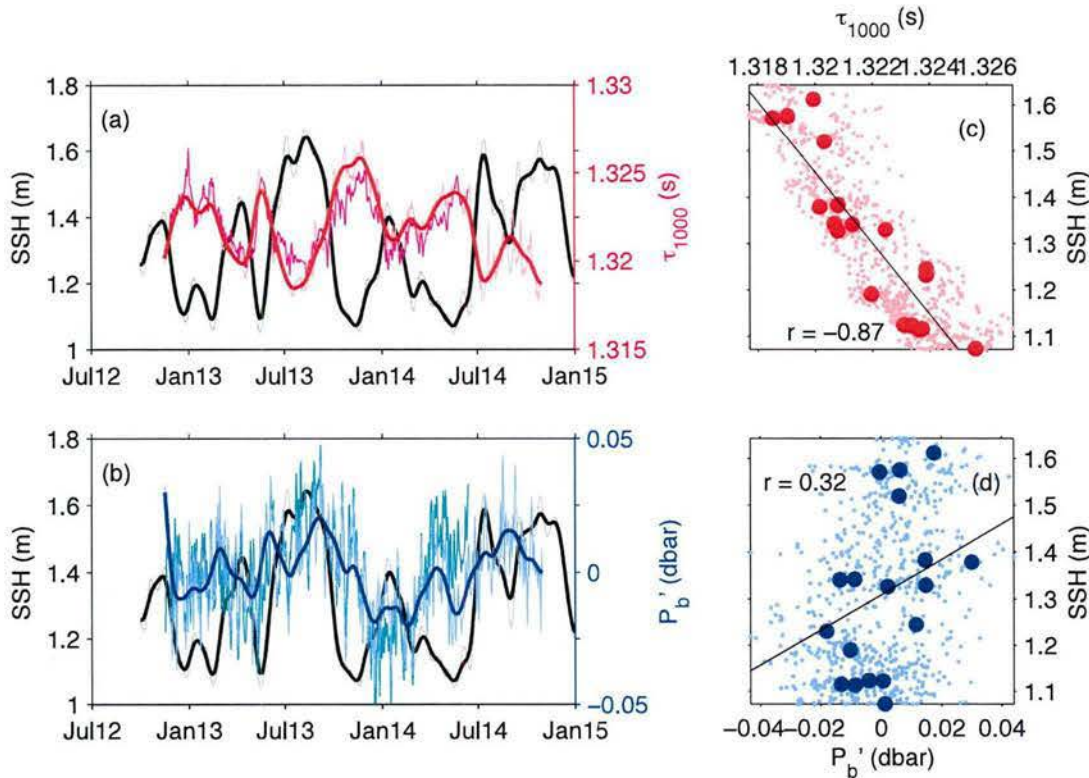 τ1000 (s)
1.318 1.32 1.322 1.324 1.326
1.8
1.6
1.4
1.2
1
SSH (m)
(a)
1.33
1.325
1.32
1.315
τ1000 (s)
Jul12 Jan13 Jul13 Jan14 Jul14 Jan15
(c)
r = −0.87
1.6
1.5
1.4
1.3
1.2
1.1
SSH (m)
1.8
1.6
1.4
1.2
1
SSH (m)
(b)
0.05
0
−0.05
Pb' (dbar)
Jul12 Jan13 Jul13 Jan14 Jul14 Jan15
r = 0.32
(d)
1.6
1.5
1.4
1.3
1.2
1.1
SSH (m)
−0.04 −0.02 0 0.02 0.04
Pb' (dbar)